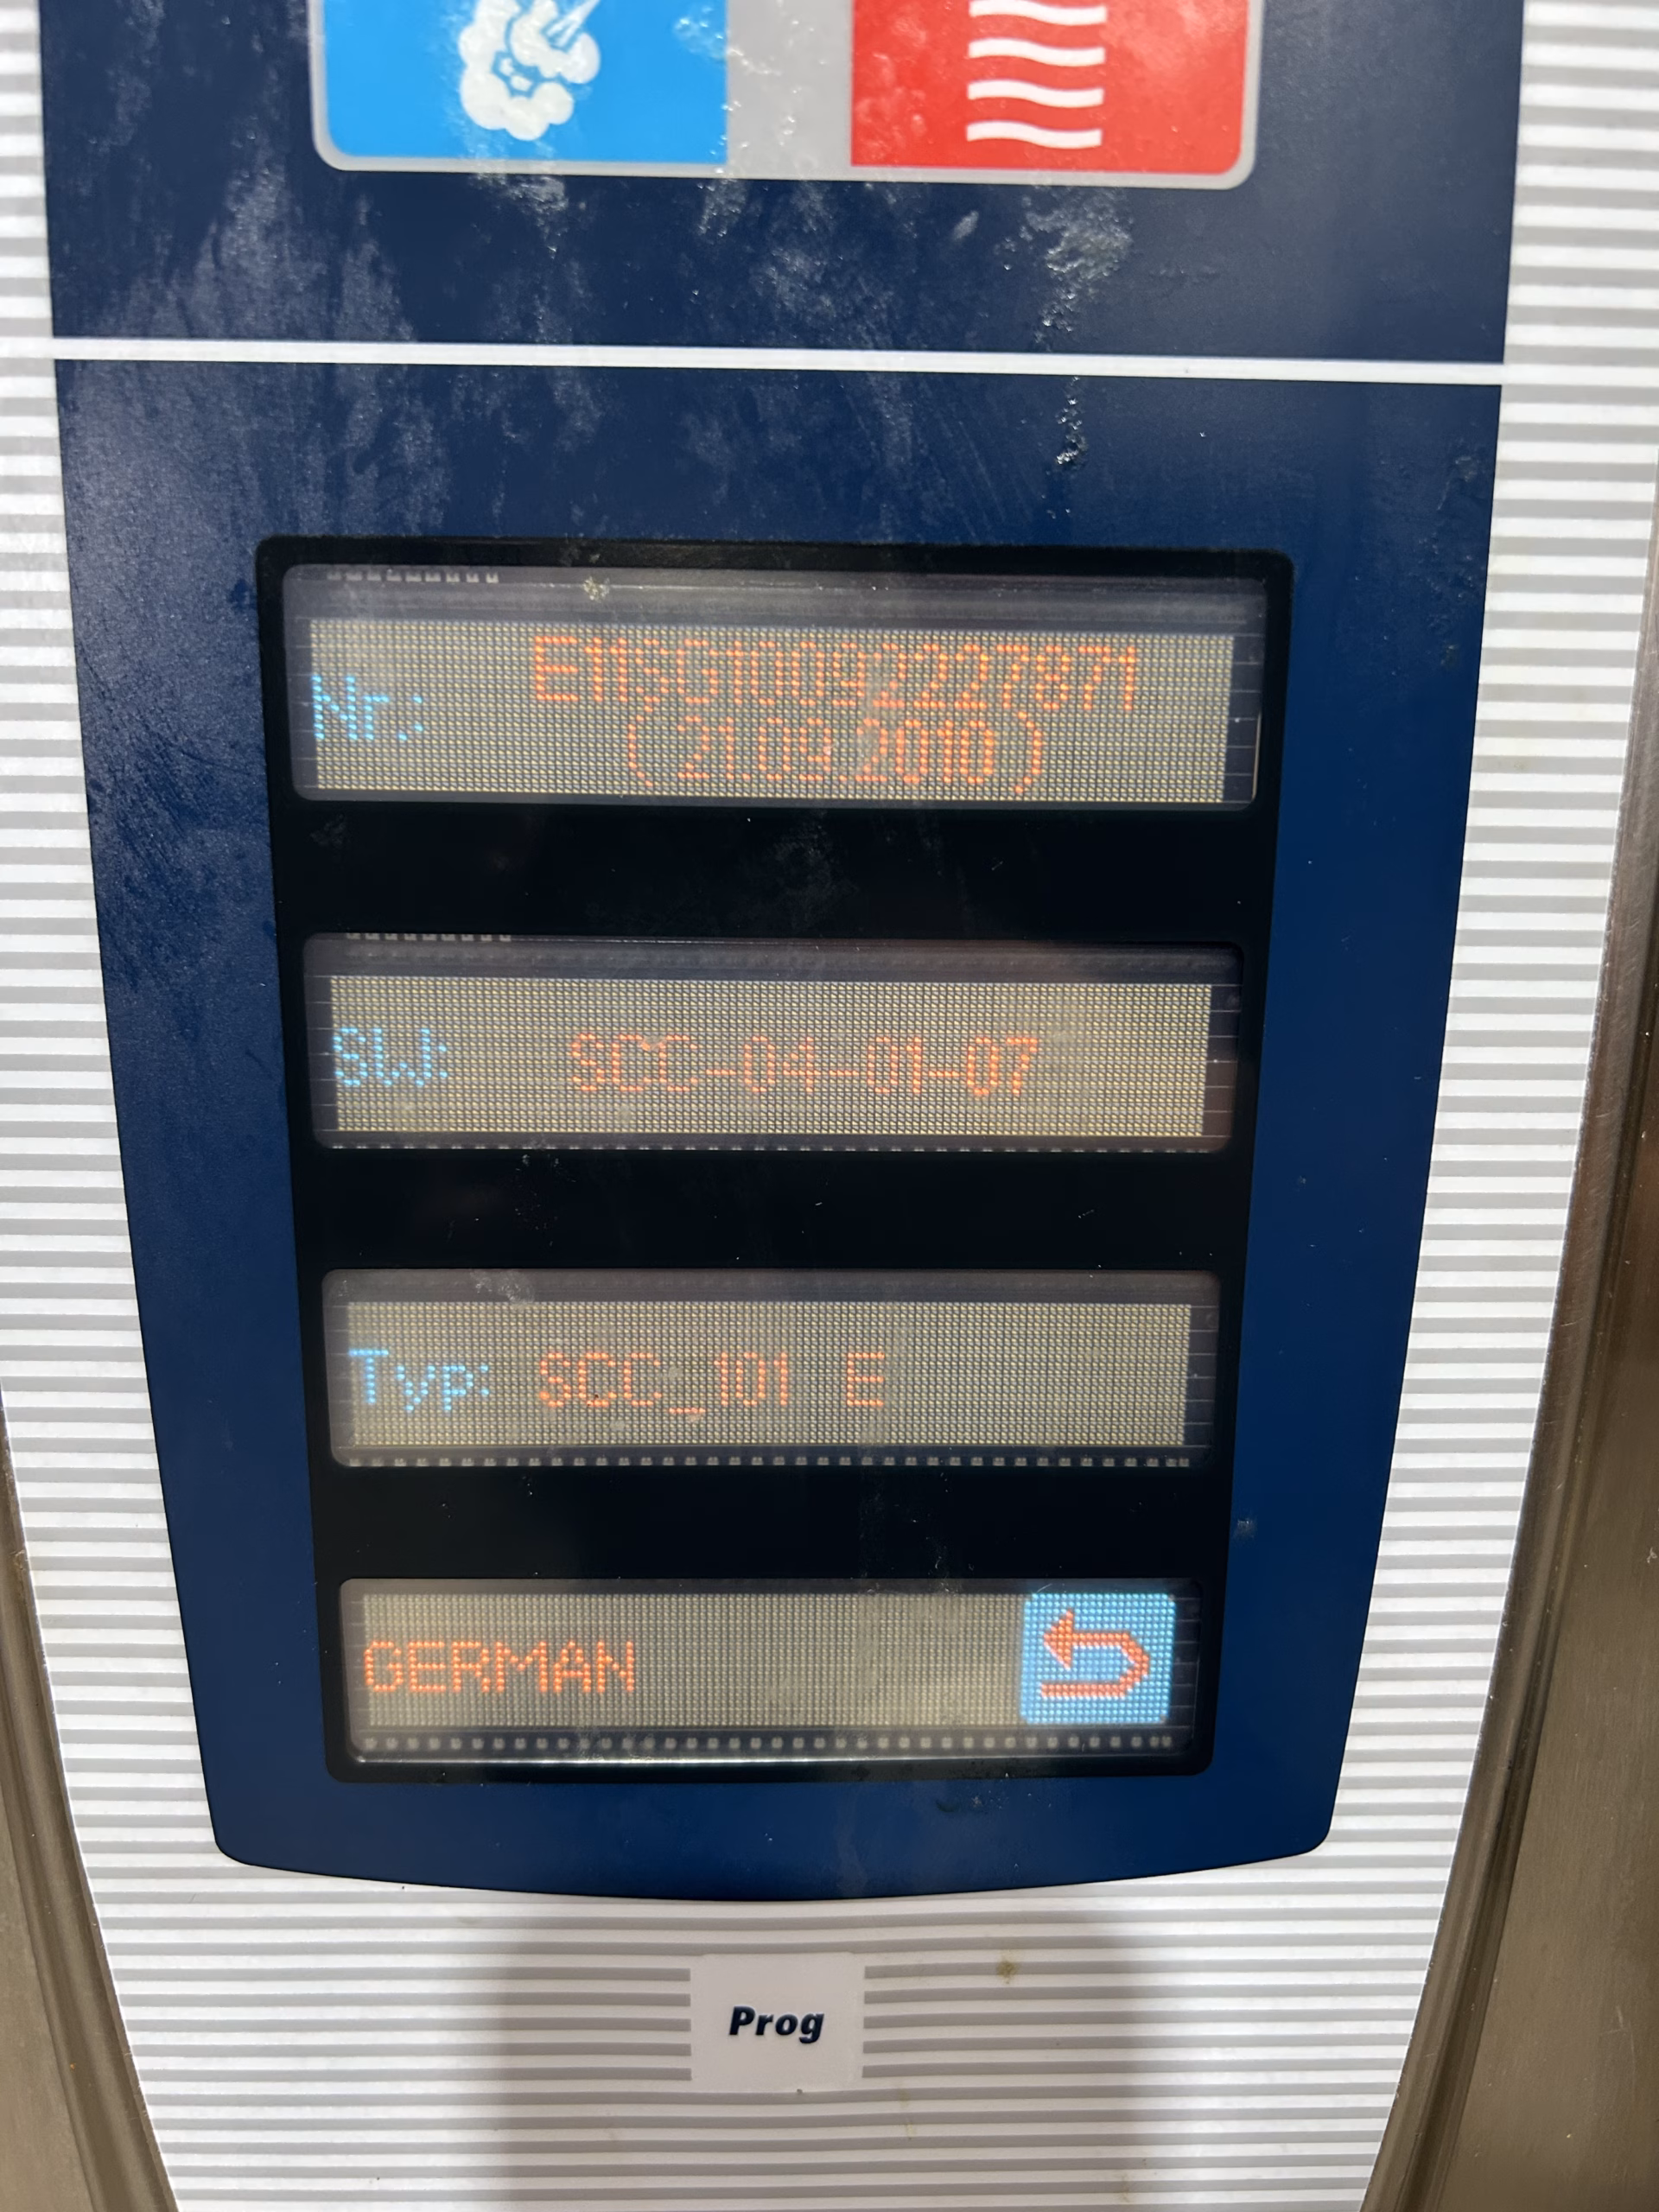 Nr.: E11SG10092227871
(21.09.2010)
SW: SCC-04-01-07
Typ: SCC_101 E
GERMAN
Prog